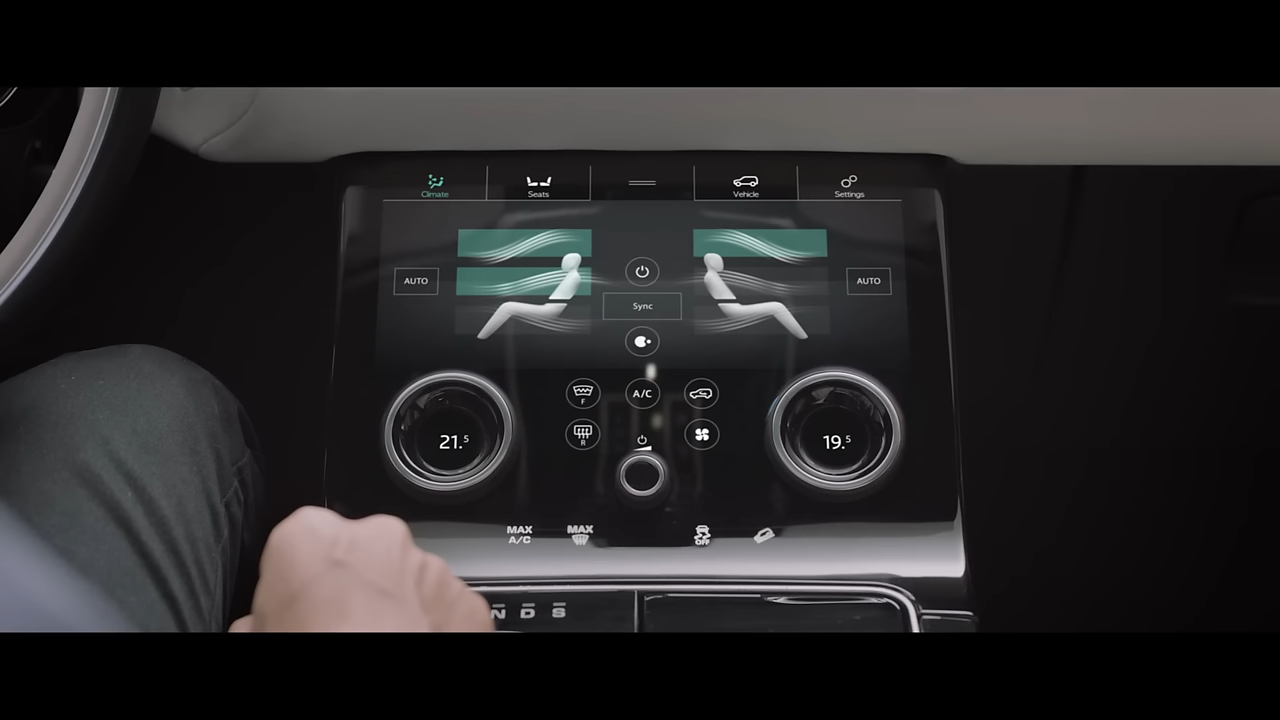 Climate
Seats
Vehicle
Settings
AUTO
AUTO
Sync
F
A/C
R
21.5
19.5
MAX
A/C
MAX
OFF
N D S